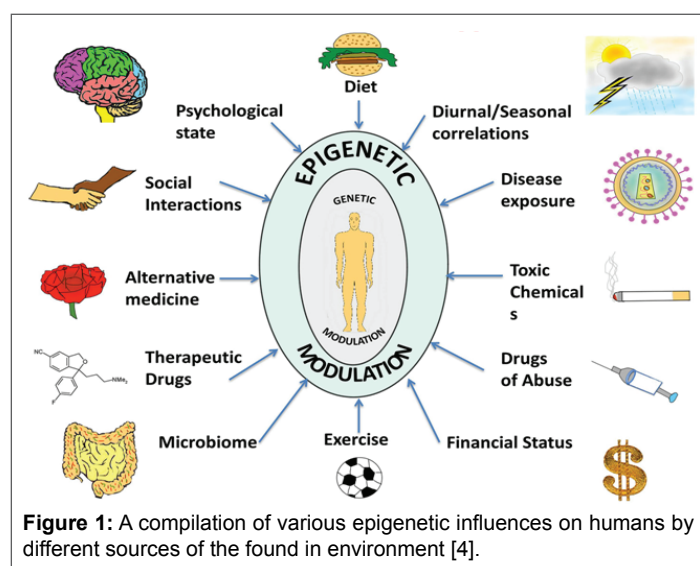 Diet
Psychological
state
Diurnal/Seasonal
correlations
EPIGENETIC
Social
Interactions
Disease
exposure
GENETIC
Alternative
medicine
Toxic
Chemical
s
MODULATION
MODULATION
NC
O
NMe₂
F
Therapeutic
Drugs
Drugs
of Abuse
Microbiome
Exercise
Financial Status
$
Figure 1: A compilation of various epigenetic influences on humans by
different sources of the found in environment [4].